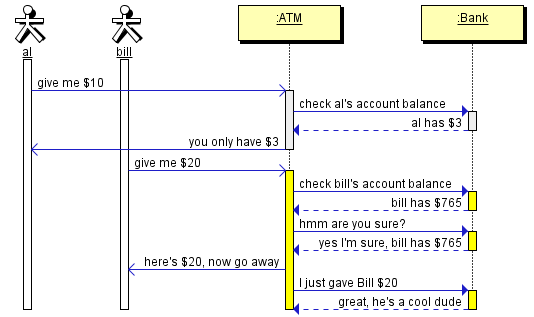 :ATM
:Bank
al
bill
give me $10
check al's account balance
al has $3
you only have $3
give me $20
check bill's account balance
bill has $765
hmm are you sure?
yes I'm sure, bill has $765
here's $20, now go away
I just gave Bill $20
great, he's a cool dude